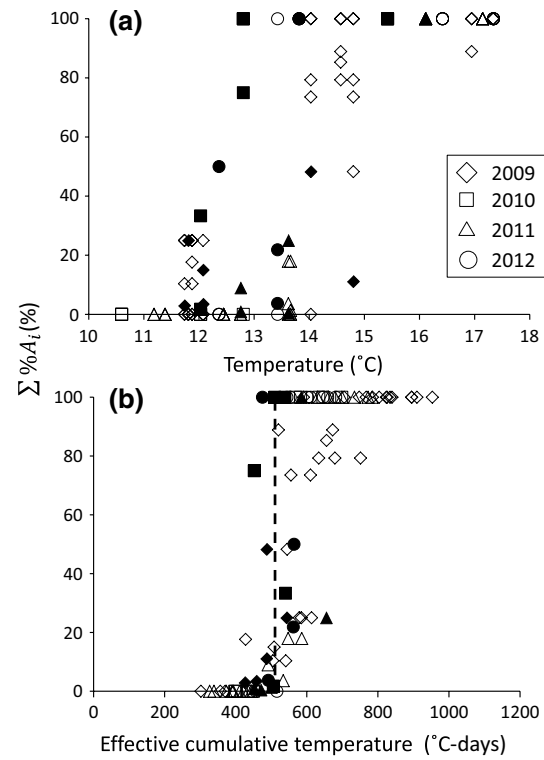 (a)
100
80
60
40
20
0
10 11 12 13 14 15 16 17 18
Temperature (˚C)
2009
2010
2011
2012
Σ %Ai (%)
(b)
100
80
60
40
20
0
0 200 400 600 800 1000 1200
Effective cumulative temperature (˚C-days)